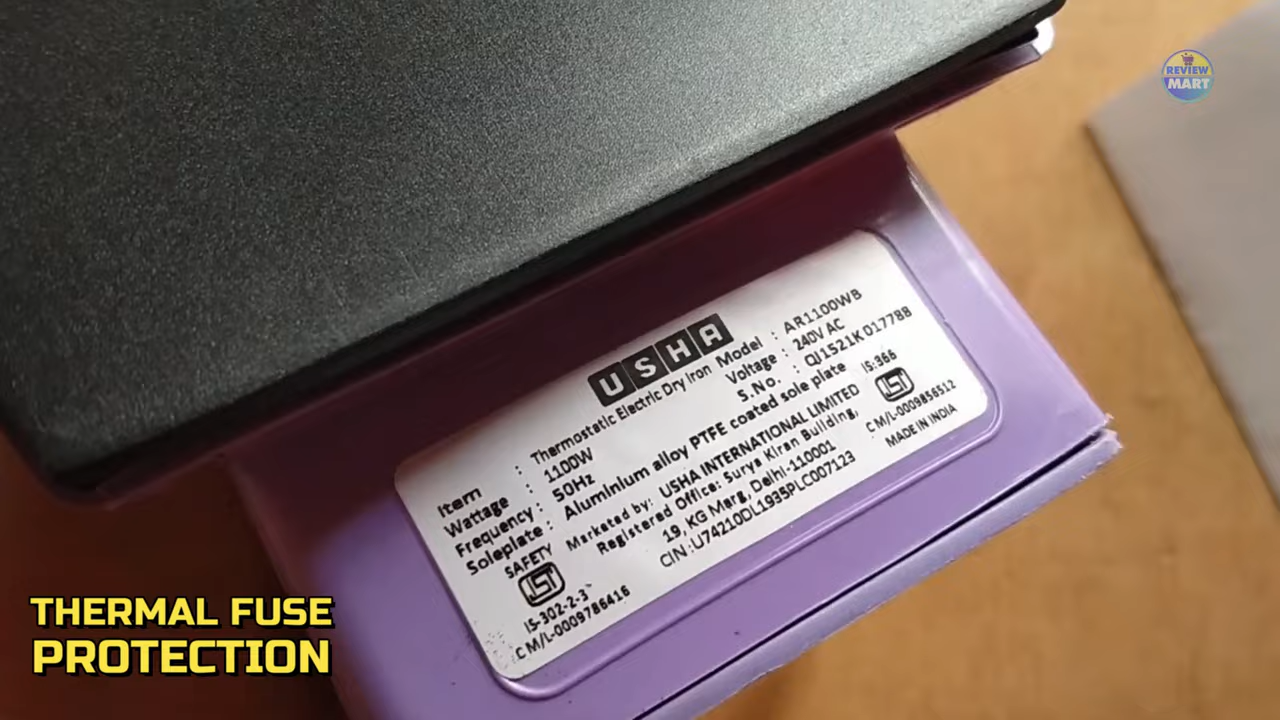 REVIEW
MART
USHA
Item : Thermostatic Electric Dry Iron Model : AR1100WB
Wattage : 1100W Voltage : 240V AC
Frequency : 50Hz S.No. : QJ1521K017788
Soleplate : Aluminium alloy PTFE coated sole plate
SAFETY
IS-302-2-3
CM/L-0009786416
Marketed by: USHA INTERNATIONAL LIMITED
Registered Office: Surya Kiran Building,
19, KG Marg, Delhi-110001
CIN :U74210DL1935PLC007123
IS:366
CM/L-0009856512
MADE IN INDIA
THERMAL FUSE
PROTECTION